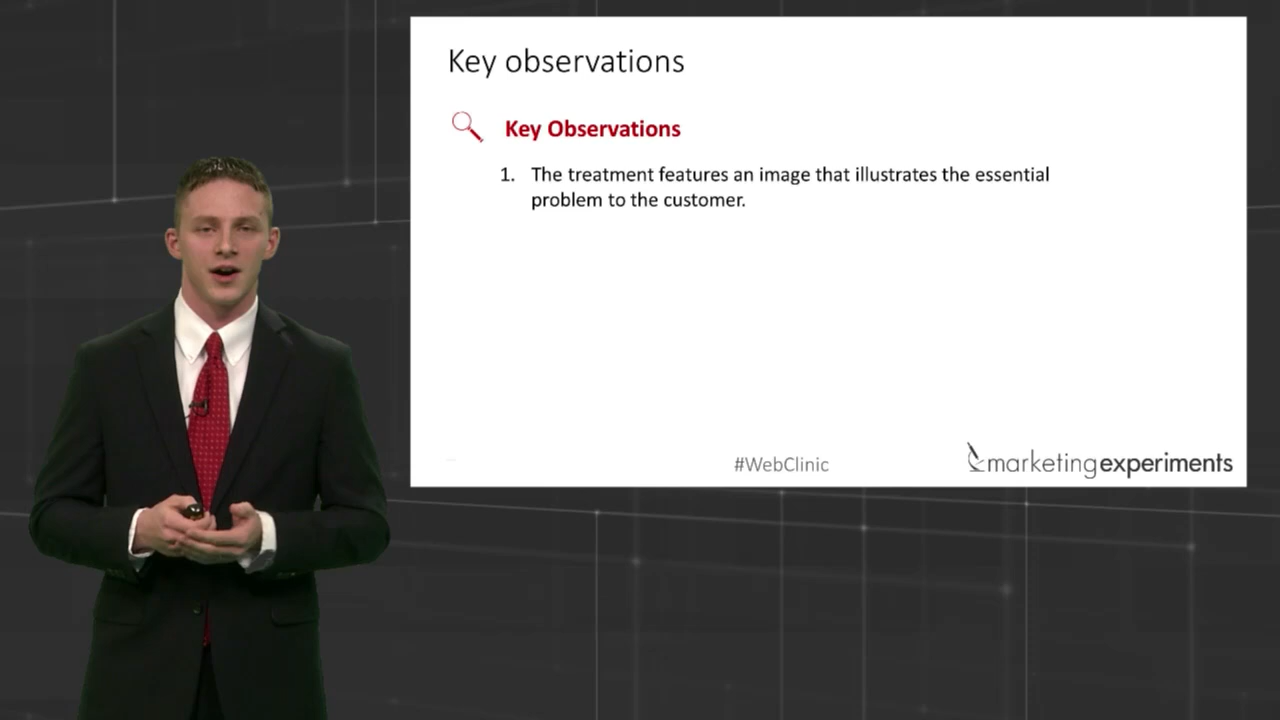 Key observations
Key Observations
1. The treatment features an image that illustrates the essential
problem to the customer.
#WebClinic
marketingexperiments